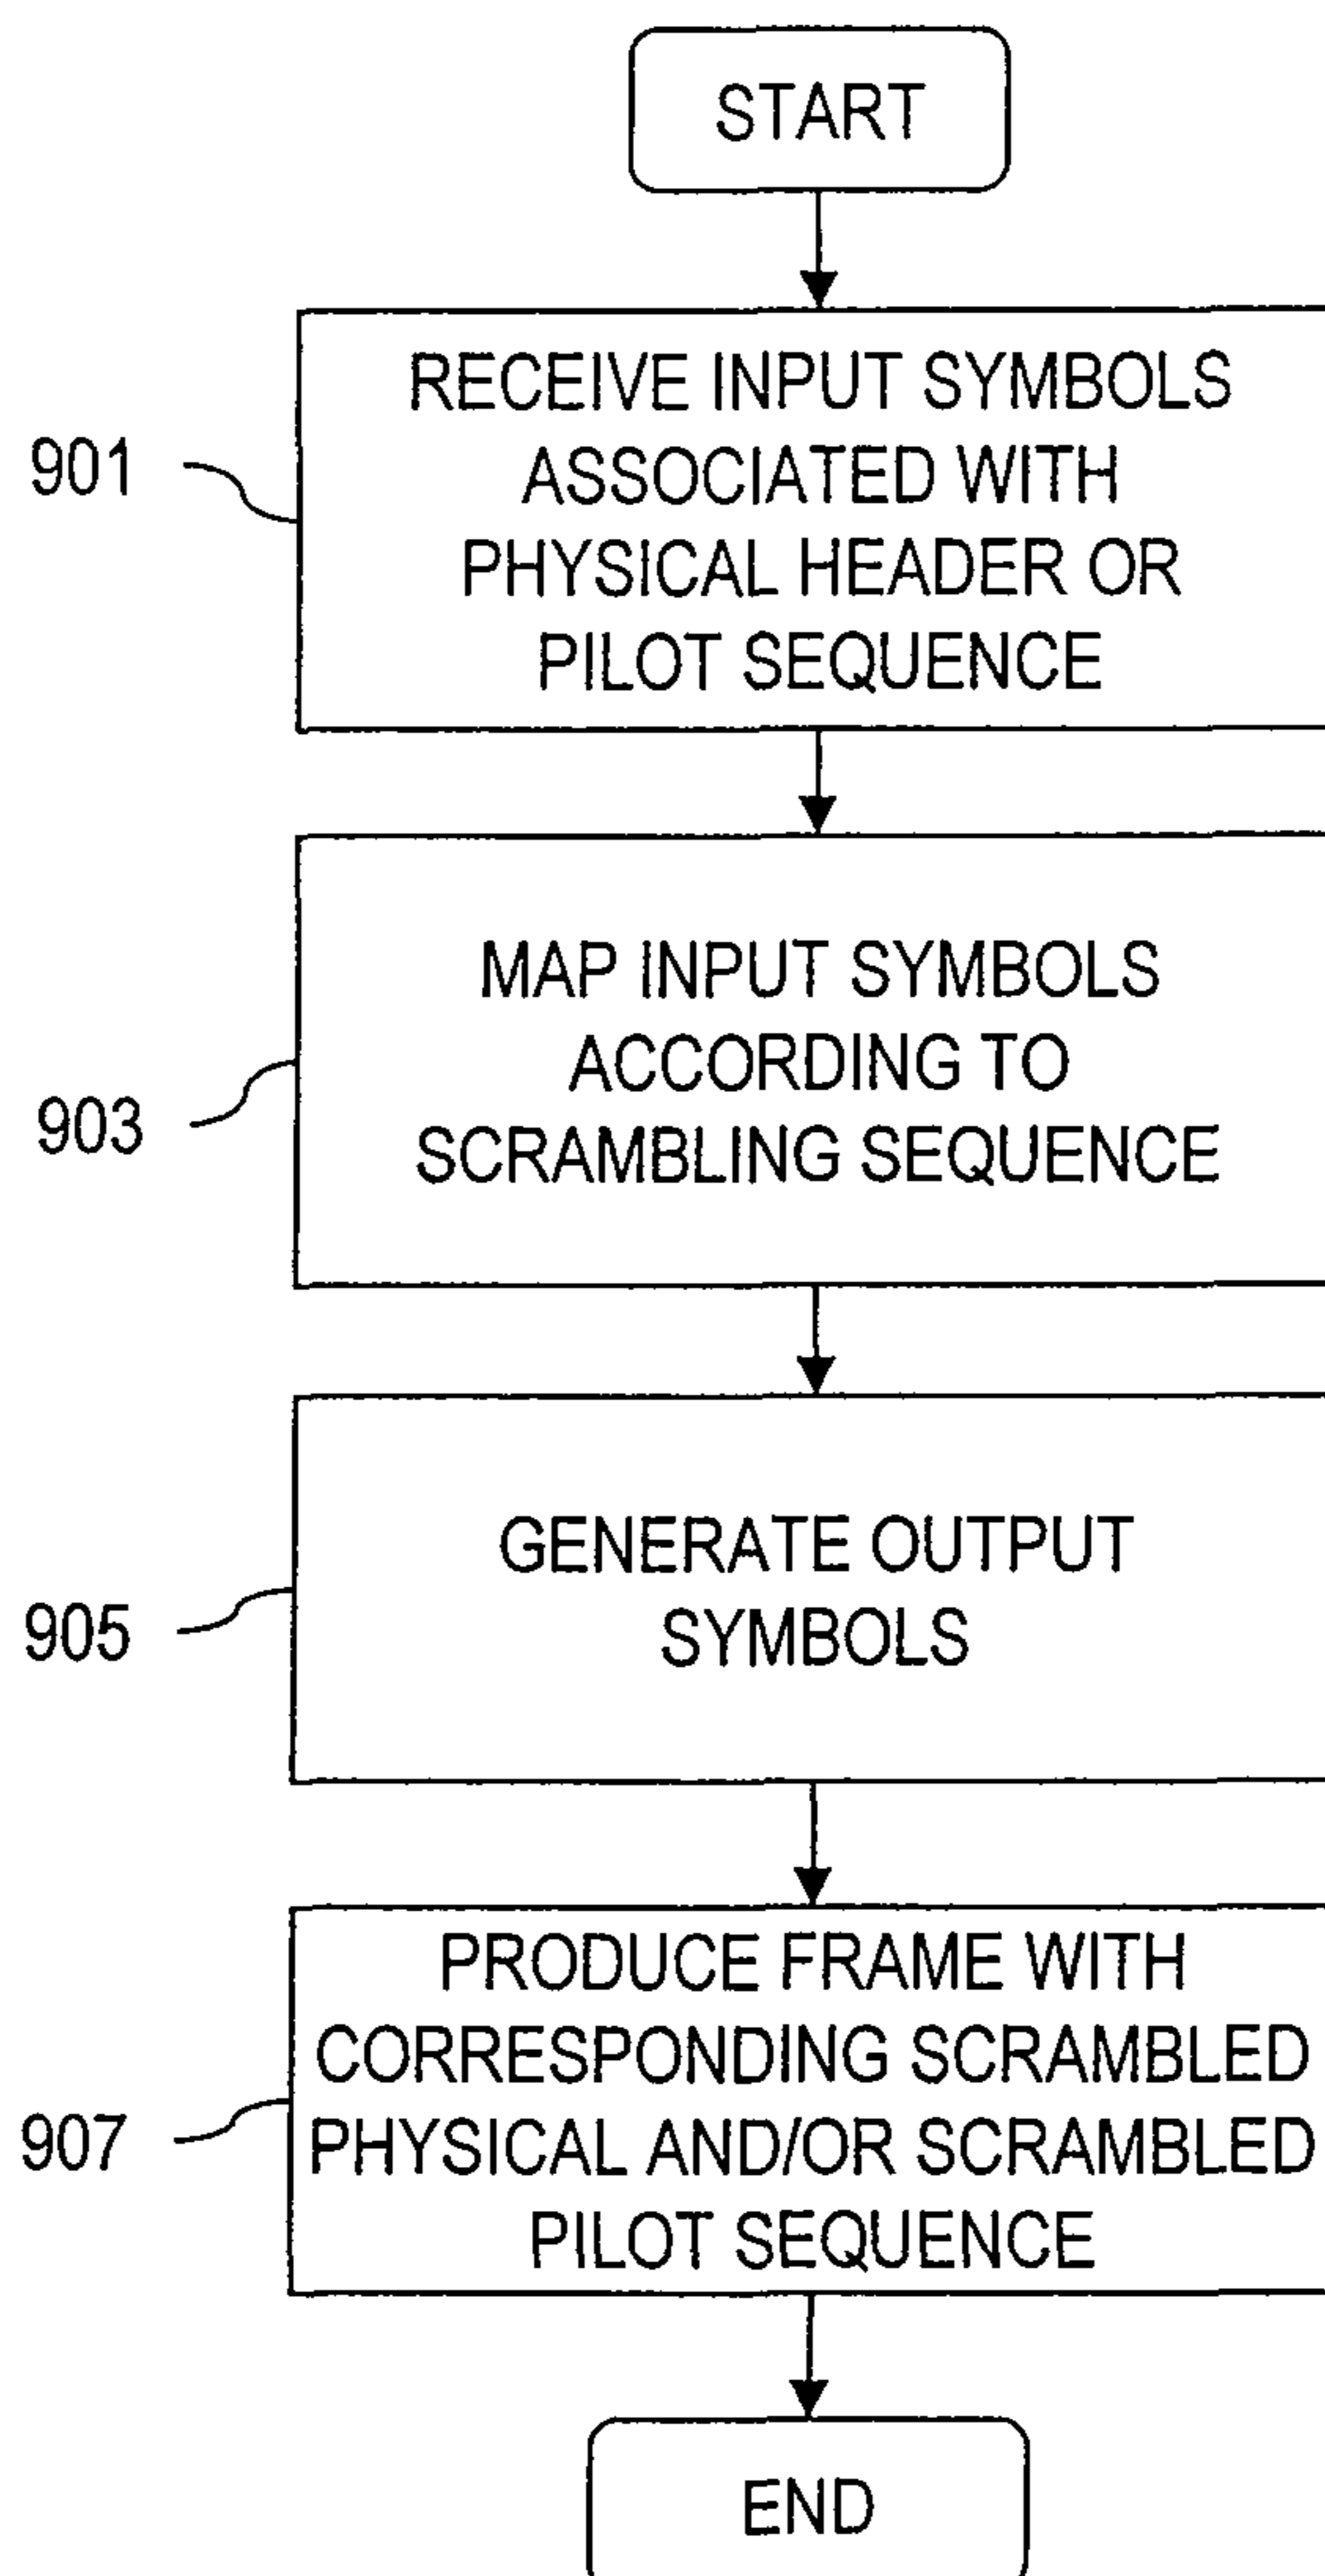 START
901
RECEIVE INPUT SYMBOLS
ASSOCIATED WITH
PHYSICAL HEADER OR
PILOT SEQUENCE
903
MAP INPUT SYMBOLS
ACCORDING TO
SCRAMBLING SEQUENCE
905
GENERATE OUTPUT
SYMBOLS
907
PRODUCE FRAME WITH
CORRESPONDING SCRAMBLED
PHYSICAL AND/OR SCRAMBLED
PILOT SEQUENCE
END